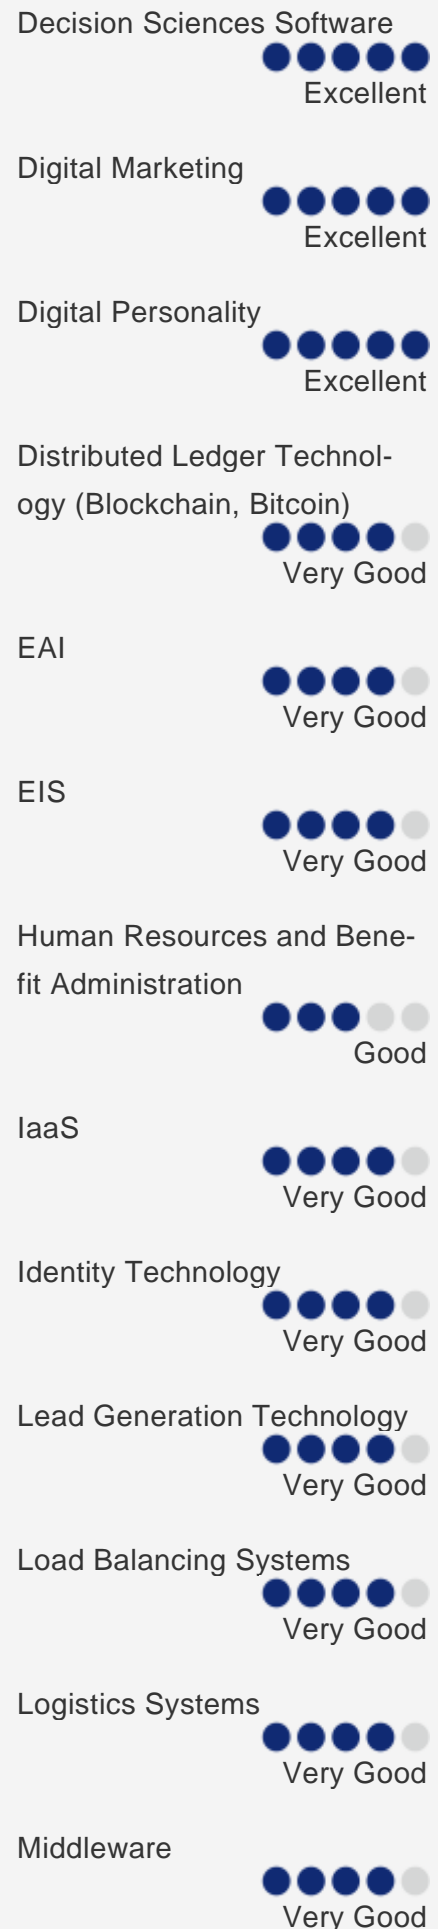 Decision Sciences Software
Excellent
Digital Marketing
Excellent
Digital Personality
Excellent
Distributed Ledger Technol-
ogy (Blockchain, Bitcoin)
Very Good
EAI
Very Good
EIS
Very Good
Human Resources and Bene-
fit Administration
Good
IaaS
Very Good
Identity Technology
Very Good
Lead Generation Technology
Very Good
Load Balancing Systems
Very Good
Logistics Systems
Very Good
Middleware
Very Good